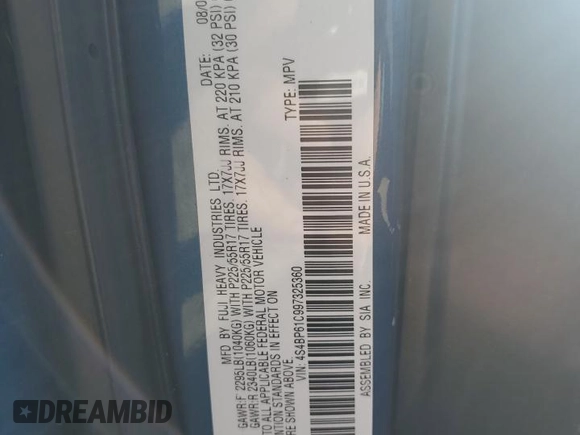 MFD. BY FUJI HEAVY INDUSTRIES LTD. DATE: 08/0
GAWR:F 2295LB(1040KG) WITH P225/55R17 TIRES. 17X7JJ RIMS. AT 220 KPA (32 PSI)
GAWR:R 2340LB(1060KG) WITH P225/55R17 TIRES. 17X7JJ RIMS. AT 210 KPA (30 PSI)
TO ALL APPLICABLE FEDERAL MOTOR VEHICLE
STANDARDS IN EFFECT ON
SHOWN ABOVE.
VIN: 4S4BP61C997325360 TYPE: MPV
ASSEMBLED BY SIA INC. MADE IN U.S.A.
DREAMBID